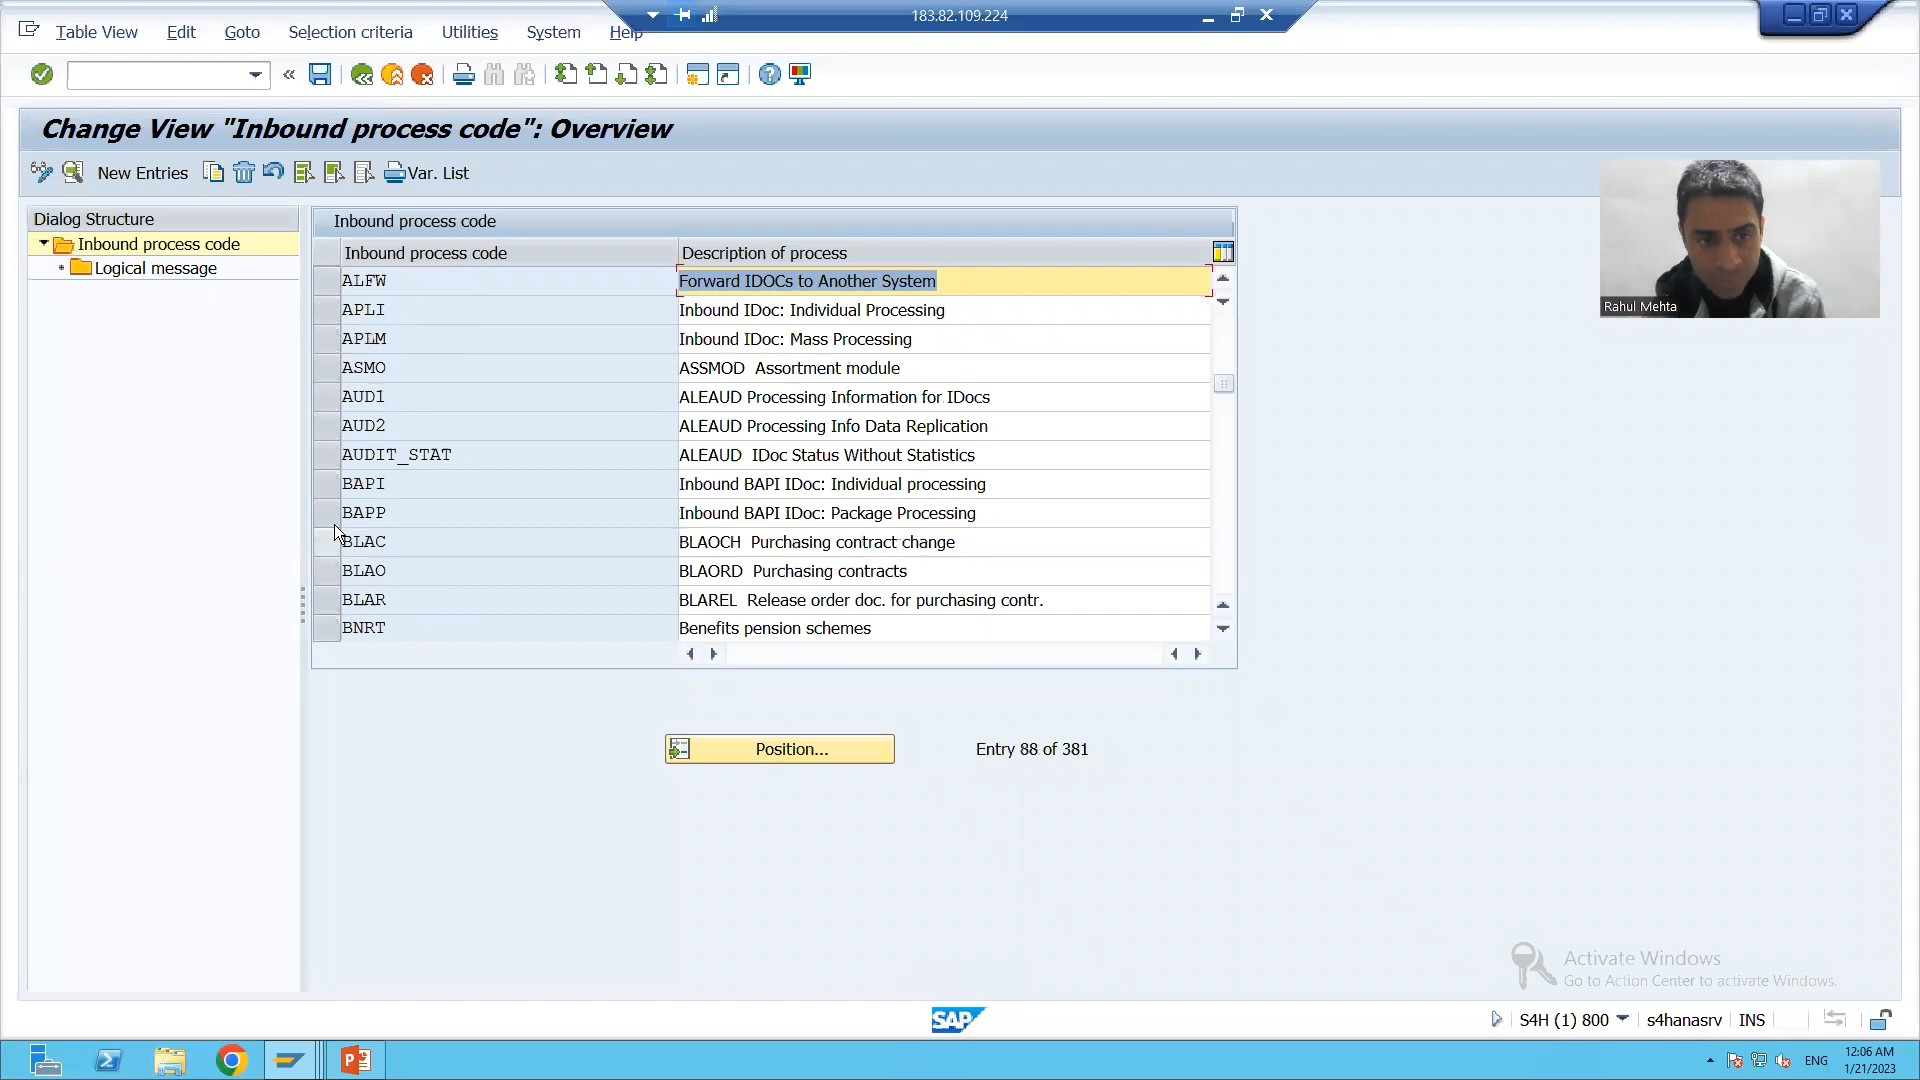 183.82.109.224
Table View Edit Goto Selection criteria Utilities System Help
Change View "Inbound process code": Overview
New Entries Var. List
Dialog Structure
Inbound process code
Logical message
Inbound process code
Inbound process code Description of process
ALFW Forward IDOCs to Another System
APLI Inbound IDoc: Individual Processing
APLM Inbound IDoc: Mass Processing
ASMO ASSMOD Assortment module
AUD1 ALEAUD Processing Information for IDocs
AUD2 ALEAUD Processing Info Data Replication
AUDIT_STAT ALEAUD IDoc Status Without Statistics
BAPI Inbound BAPI IDoc: Individual processing
BAPP Inbound BAPI IDoc: Package Processing
BLAC BLAOCH Purchasing contract change
BLAO BLAORD Purchasing contracts
BLAR BLAREL Release order doc. for purchasing contr.
BNRT Benefits pension schemes
Position... Entry 88 of 381
Rahul Mehta
Activate Windows
Go to Action Center to activate Windows.
SAP
S4H (1) 800 s4hanasrv INS
ENG
12:06 AM
1/21/2023